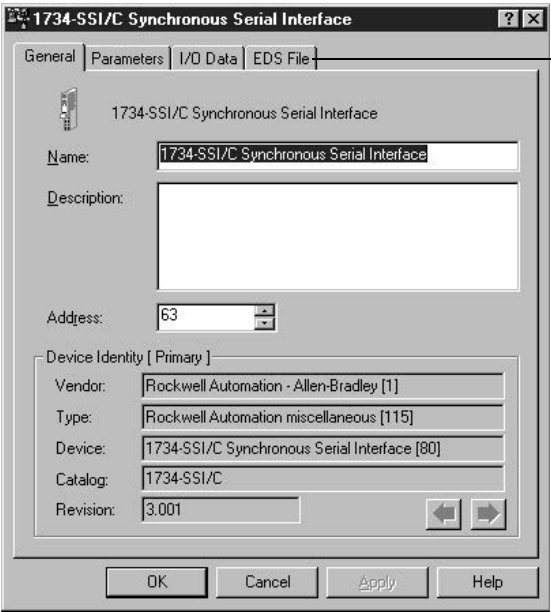 1734-SSI/C Synchronous Serial Interface ? ×
General Parameters I/O Data EDS File
1734-SSI/C Synchronous Serial Interface
Name: 1734-SSI/C Synchronous Serial Interface
Description:
Address: 63
Device Identity [ Primary ]
Vendor: Rockwell Automation - Allen-Bradley [1]
Type: Rockwell Automation miscellaneous [115]
Device: 1734-SSI/C Synchronous Serial Interface [80]
Catalog: 1734-SSI/C
Revision: 3.001
OK Cancel Apply Help